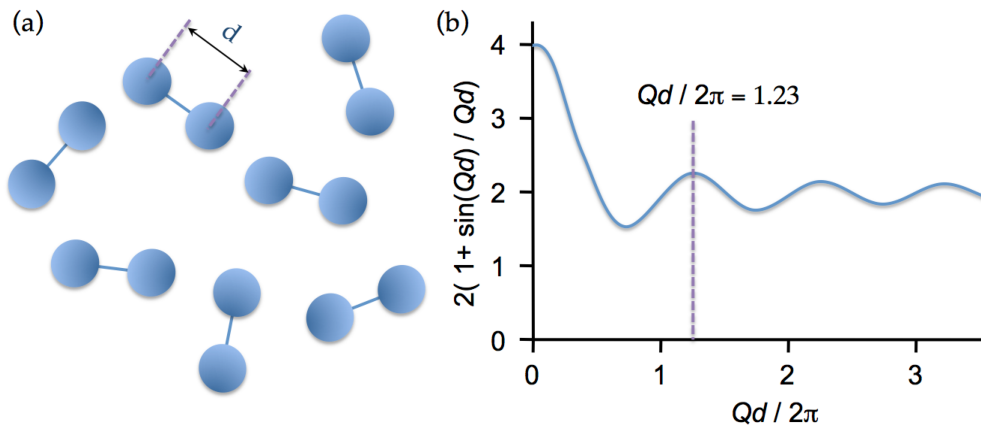 (a)
d
(b)
2( 1+ sin(Qd) / Qd)
4
3
2
1
0
Qd / 2π = 1.23
0 1 2 3
Qd / 2π